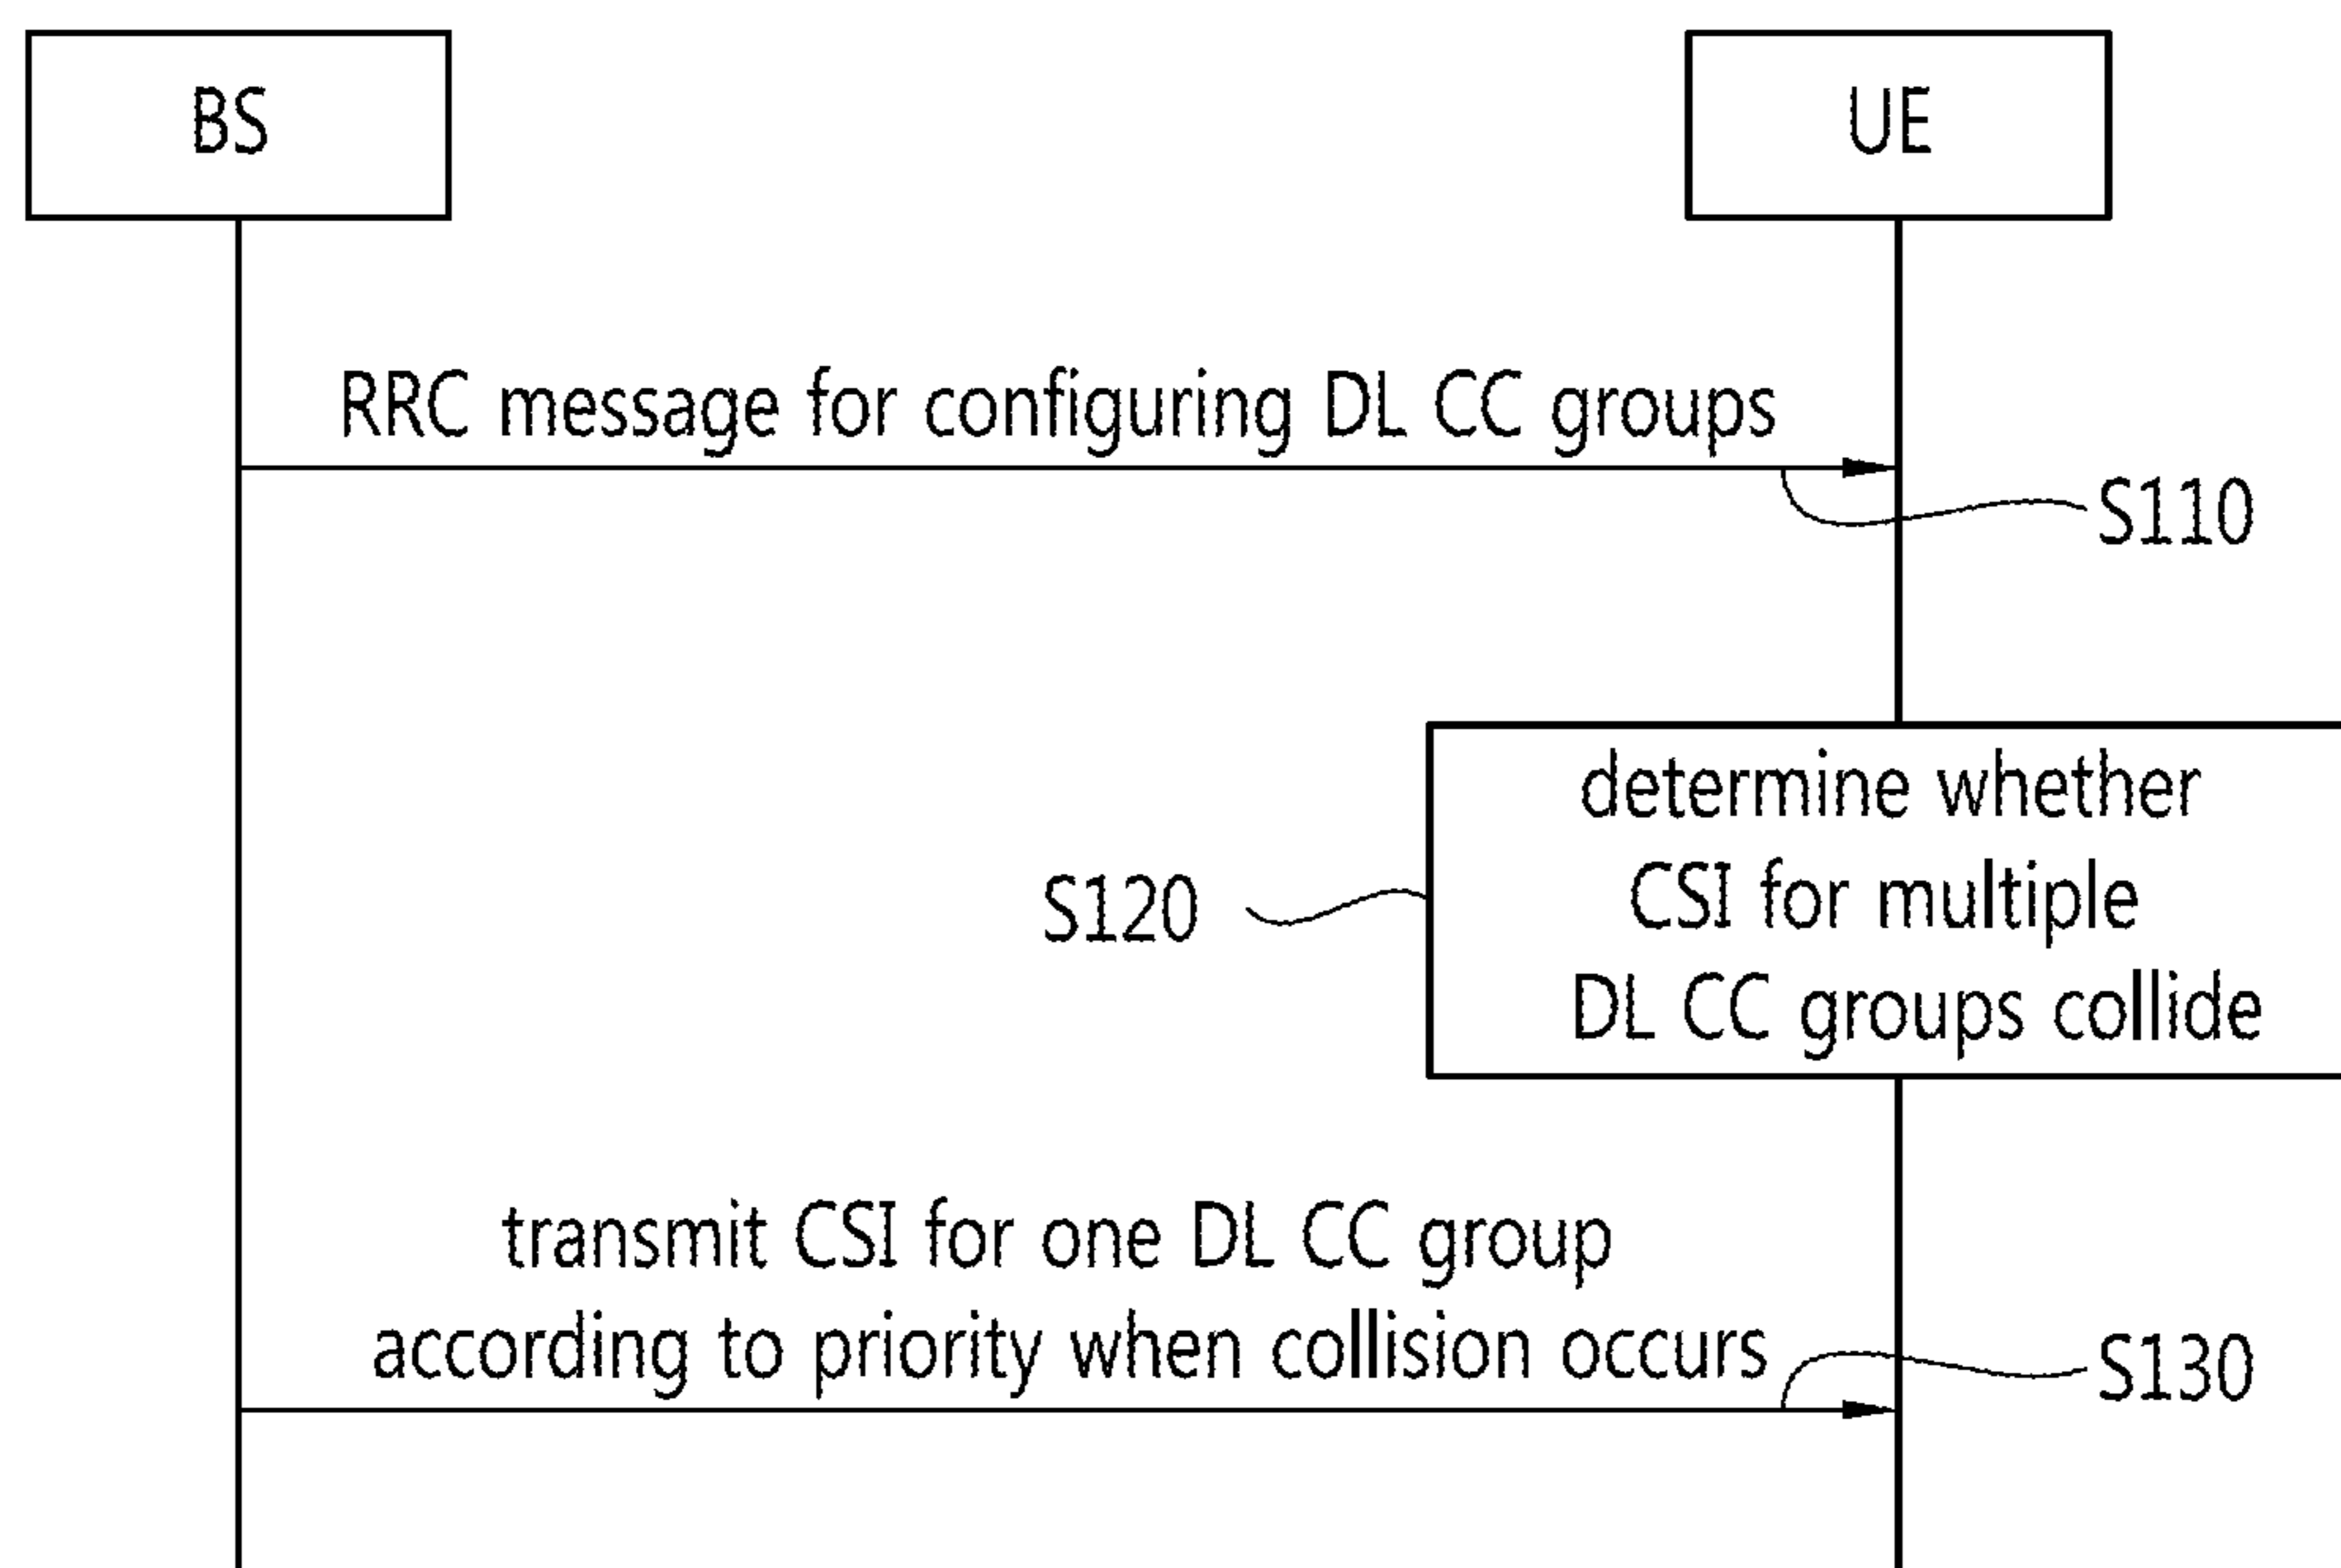 BS
UE
RRC message for configuring DL CC groups
S110
determine whether
CSI for multiple
DL CC groups collide
S120
transmit CSI for one DL CC group
according to priority when collision occurs
S130